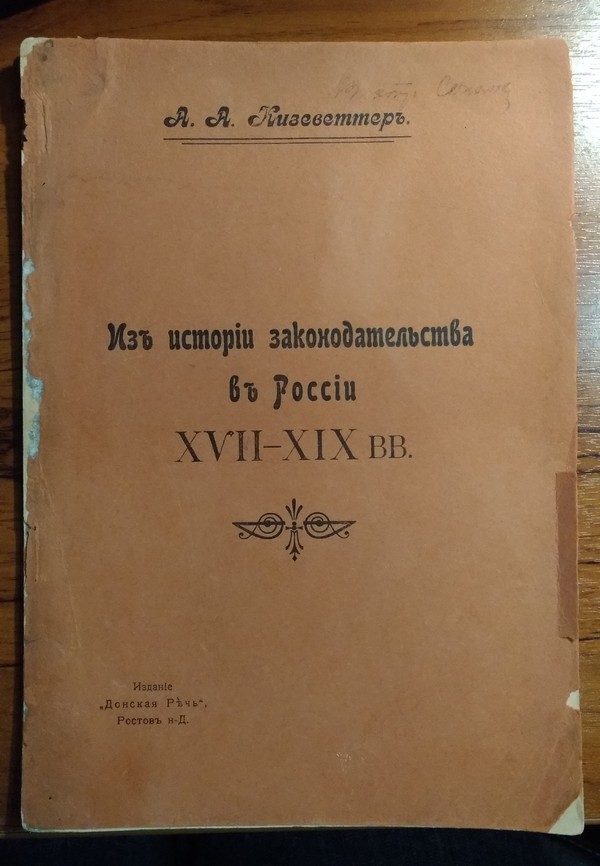 А. А. Кизеветтеръ.
Изъ исторіи законодательства
въ Россіи
XVII–XIX вв.
Изданіе
„Донская Рѣчь“,
Ростовъ н-Д.